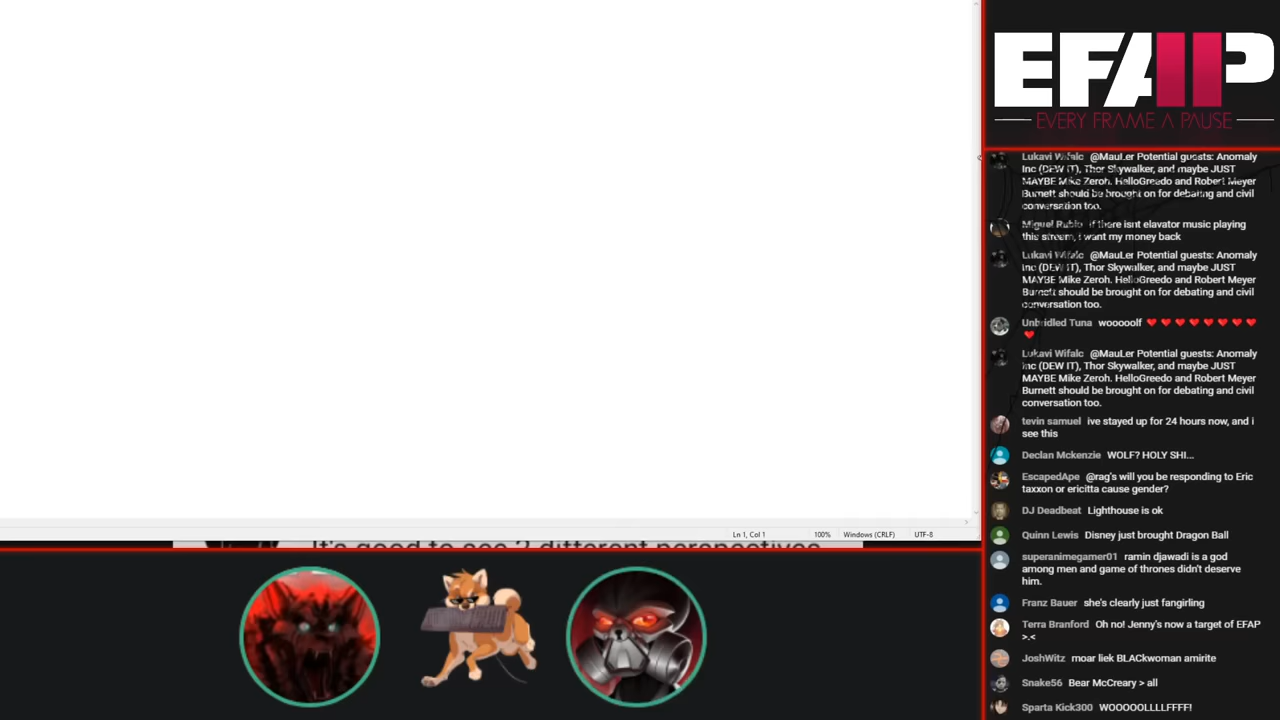 EFAP
EVERY FRAME A PAUSE
Lukavi Wifalc @MauLer Potential guests: Anomaly
Inc (DEW IT), Thor Skywalker, and maybe JUST
MAYBE Mike Zeroh. HelloGreedo and Robert Meyer
Burnett should be brought on for debating and civil
conversation too.
Miguel Rubio if there isnt elavator music playing
this stream, i want my money back
Lukavi Wifalc @MauLer Potential guests: Anomaly
Inc (DEW IT), Thor Skywalker, and maybe JUST
MAYBE Mike Zeroh. HelloGreedo and Robert Meyer
Burnett should be brought on for debating and civil
conversation too.
Unbridled Tuna wooooolf ❤❤❤❤❤❤❤❤
❤
Lukavi Wifalc @MauLer Potential guests: Anomaly
Inc (DEW IT), Thor Skywalker, and maybe JUST
MAYBE Mike Zeroh. HelloGreedo and Robert Meyer
Burnett should be brought on for debating and civil
conversation too.
tevin samuel ive stayed up for 24 hours now, and i
see this
Declan Mckenzie WOLF? HOLY SHI...
EscapedApe @rag's will you be responding to Eric
taxxon or ericitta cause gender?
DJ Deadbeat Lighthouse is ok
Quinn Lewis Disney just brought Dragon Ball
superanimegamer01 ramin djawadi is a god
among men and game of thrones didn't deserve
him.
Franz Bauer she's clearly just fangirling
Terra Branford Oh no! Jenny's now a target of EFAP
>.<
JoshWitz moar liek BLACkwoman amirite
Snake56 Bear McCreary > all
Sparta Kick300 WOOOOOLLLLFFFF!
Ln 1, Col 1 100% Windows (CRLF) UTF-8
It's good to see 2 different perspectives